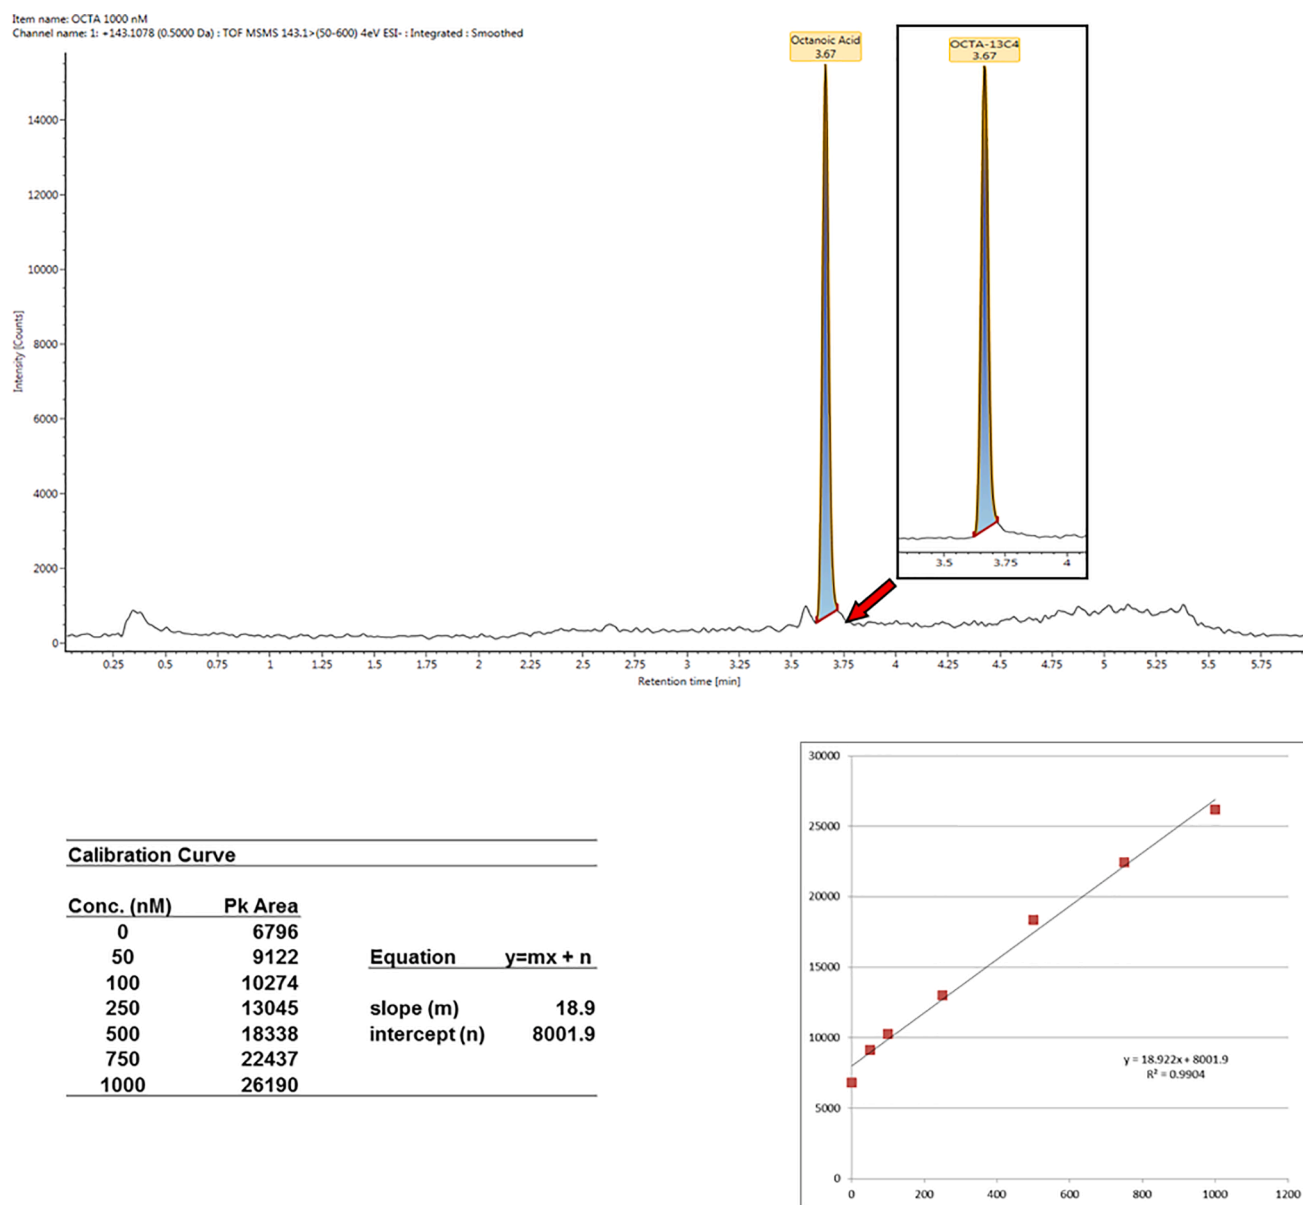 Item name: OCTA 1000 nM
Channel name: 1: +143.1078 (0.5000 Da) : TOF MSMS 143.1>(50-600) 4eV ESI- : Integrated : Smoothed
Octanoic Acid
3.67
OCTA-13C4
3.67
3.5 3.75 4
Intensity [Counts]
14000
12000
10000
8000
6000
4000
2000
0
0.25 0.5 0.75 1 1.25 1.5 1.75 2 2.25 2.5 2.75 3 3.25 3.5 3.75 4 4.25 4.5 4.75 5 5.25 5.5 5.75
Retention time [min]
Calibration Curve
Conc. (nM) Pk Area
0 6796
50 9122 Equation y=mx + n
100 10274
250 13045 slope (m) 18.9
500 18338 intercept (n) 8001.9
750 22437
1000 26190
30000
25000
20000
15000
10000
5000
0
y = 18.922x + 8001.9
R² = 0.9904
0 200 400 600 800 1000 1200